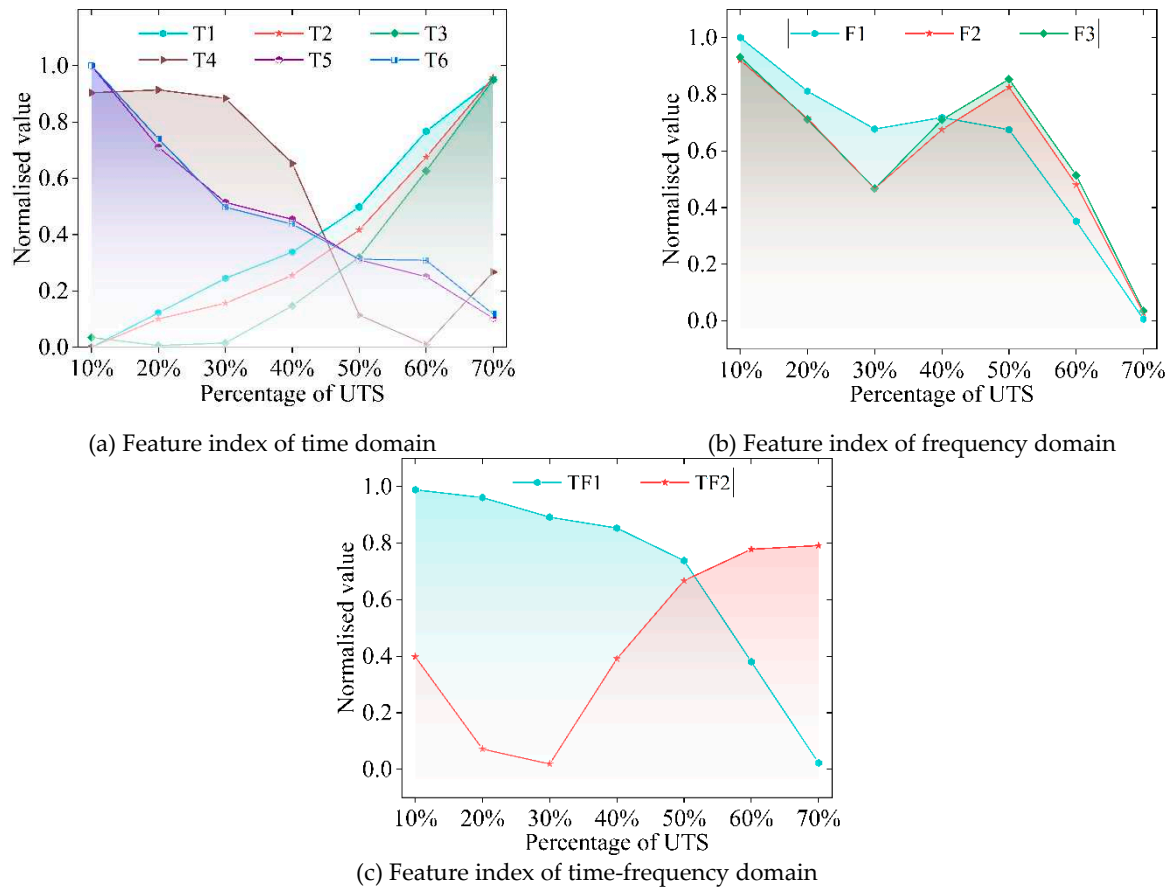 T1 T2 T3
T4 T5 T6
1.0
0.8
0.6
0.4
0.2
0.0
Normalised value
10% 20% 30% 40% 50% 60% 70%
Percentage of UTS
(a) Feature index of time domain
F1 F2 F3
1.0
0.8
0.6
0.4
0.2
0.0
Normalised value
10% 20% 30% 40% 50% 60% 70%
Percentage of UTS
(b) Feature index of frequency domain
TF1 TF2
1.0
0.8
0.6
0.4
0.2
0.0
Normalised value
10% 20% 30% 40% 50% 60% 70%
Percentage of UTS
(c) Feature index of time-frequency domain